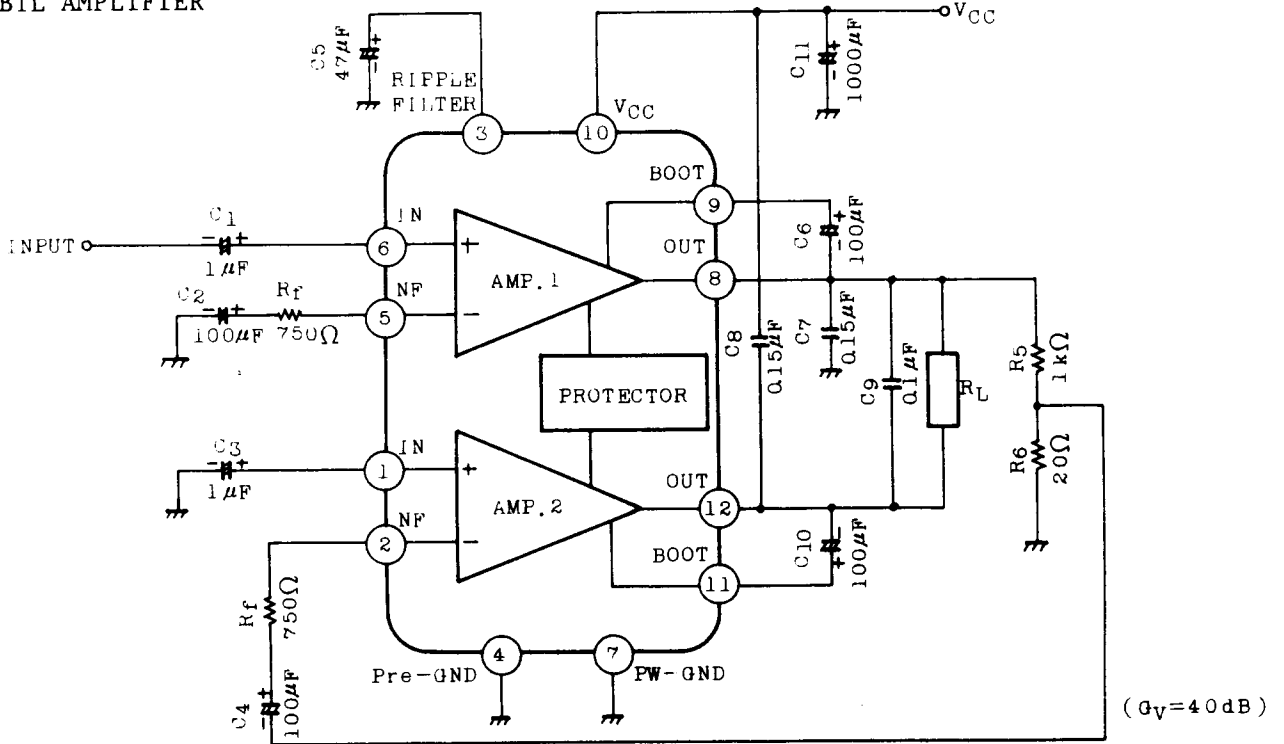 BTL AMPLIFIER
VCC
C5
47μF
RIPPLE
FILTER
VCC
C11
1000μF
3
10
BOOT
9
C6
100μF
INPUT
C1
1μF
IN
6
OUT
8
AMP.1
C2
100μF
Rf
750Ω
NF
5
C8
0.15μF
C7
0.15μF
C9
0.1μF
RL
R5
1kΩ
PROTECTOR
C3
1μF
IN
1
R6
20Ω
OUT
12
AMP.2
NF
2
BOOT
11
C10
100μF
Rf
750Ω
4
7
Pre-GND
PW-GND
C4
100μF
(GV=40dB)